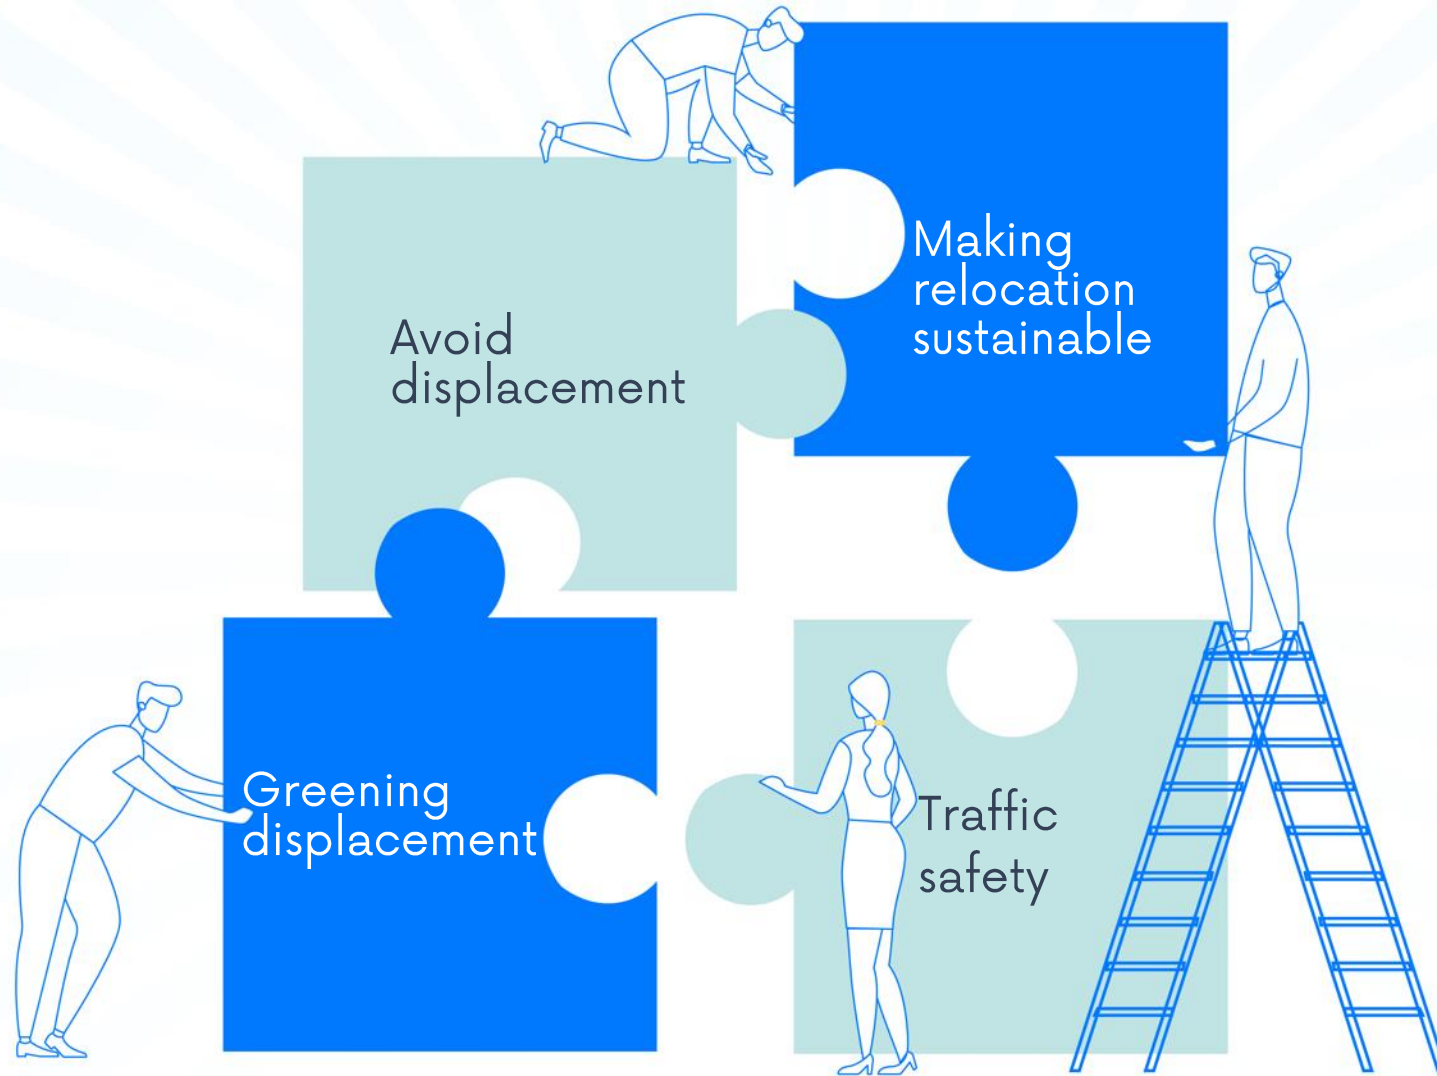 Avoid
displacement
Making
relocation
sustainable
Greening
displacement
Traffic
safety